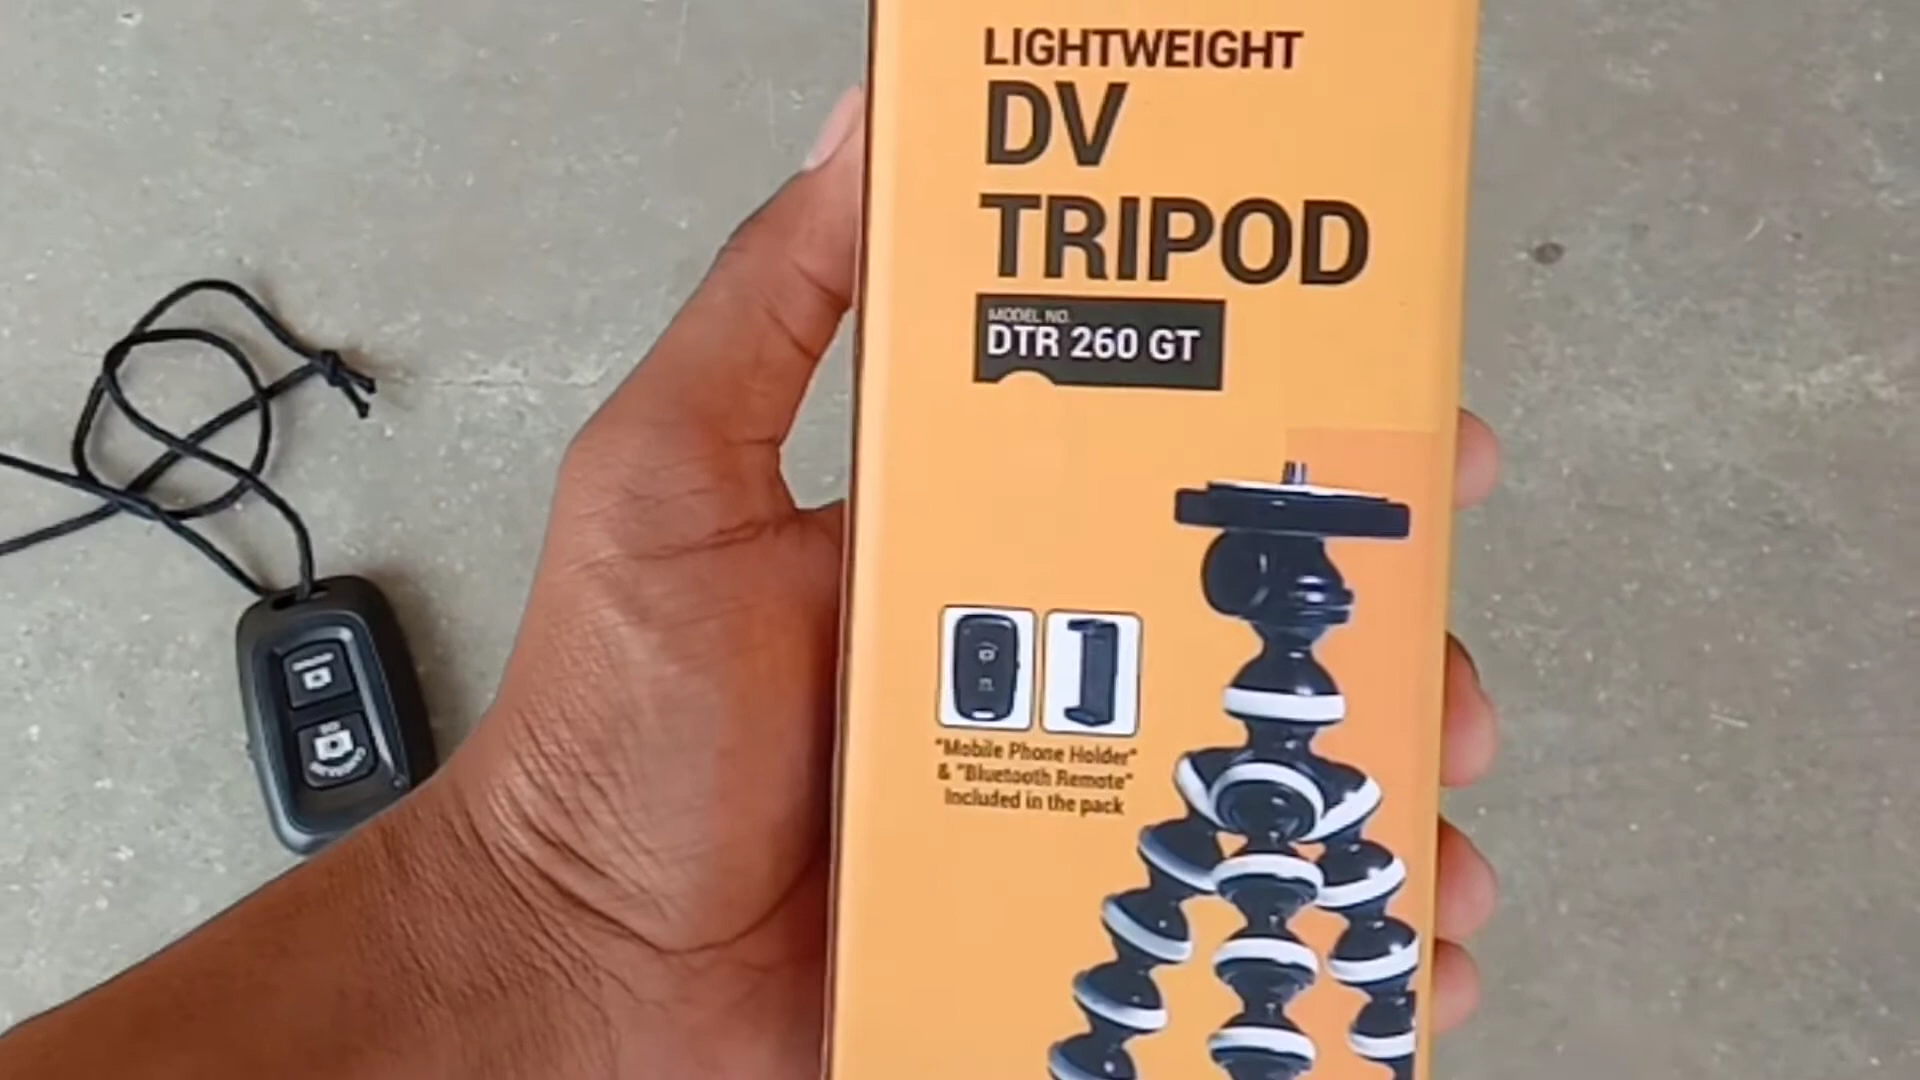 LIGHTWEIGHT
DV
TRIPOD
MODEL NO.
DTR 260 GT
"Mobile Phone Holder"
& "Bluetooth Remote"
Included in the pack